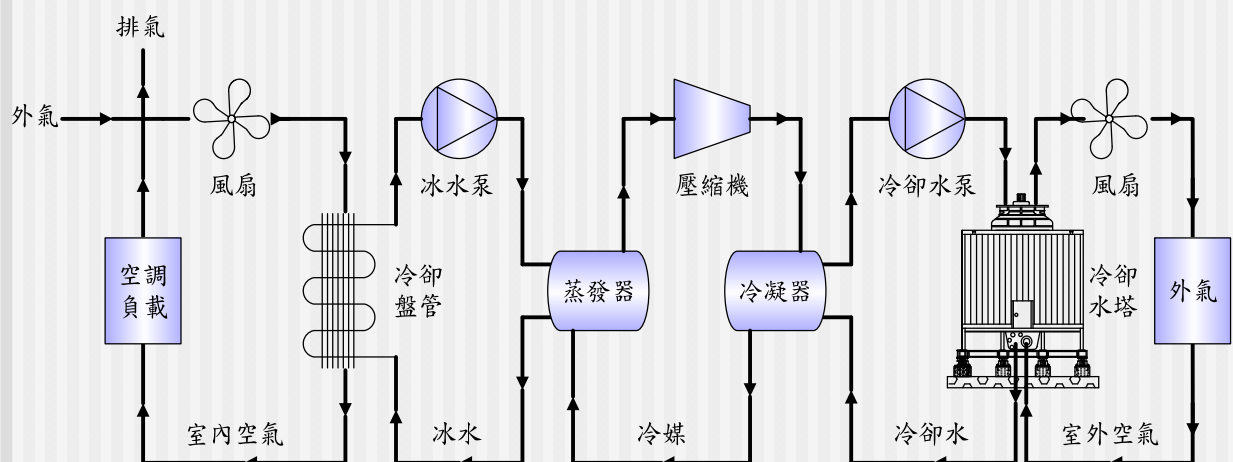 排氣
外氣
風扇
冰水泵
壓縮機
冷卻水泵
風扇
空調
負載
冷卻
盤管
蒸發器
冷凝器
冷卻
水塔
外氣
室內空氣
冰水
冷媒
冷卻水
室外空氣